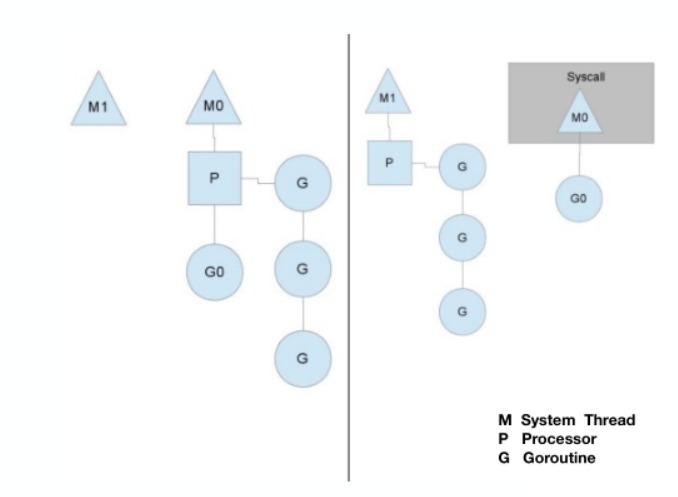 M1
M0
P
G
G0
G
G
M1
P
G
G
G
Syscall
M0
G0
M System Thread
P Processor
G Goroutine